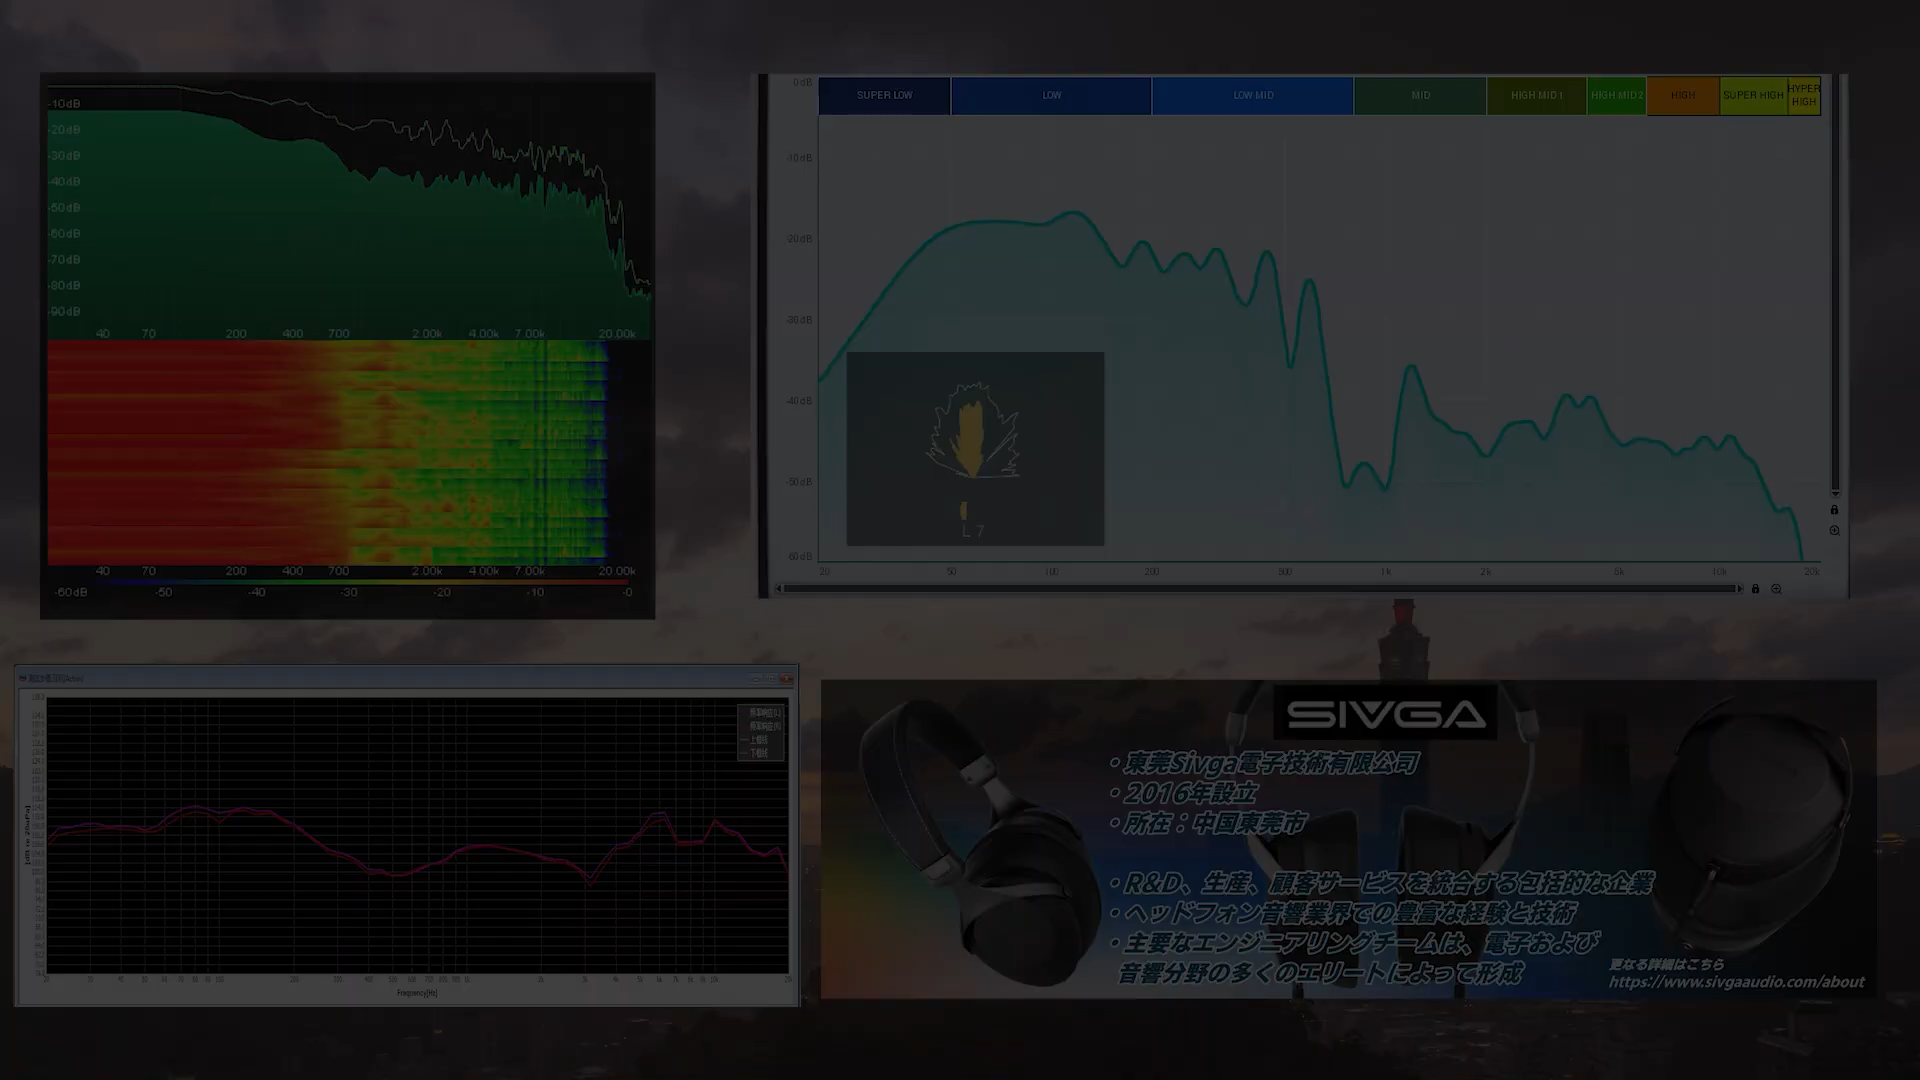 -10dB
-20dB
-30dB
-40dB
-50dB
-60dB
-70dB
-80dB
-90dB
40 70 200 400 700 2.00k 4.00k 7.00k 20.00k
40 70 200 400 700 2.00k 4.00k 7.00k 20.00k
-60dB -50 -40 -30 -20 -10 -0
0dB
SUPER LOW LOW LOW MID MID HIGH MID 1 HIGH MID 2 HIGH SUPER HIGH HYPER HIGH
-10dB
-20dB
-30dB
-40dB
-50dB
-60dB
L 7
20 50 100 200 500 1k 2k 5k 10k 20k
Frequency[Hz]
SIVGA
・東莞Sivga電子技術有限公司
・2016年設立
・所在：中国東莞市
・R&D、生産、顧客サービスを統合する包括的な企業
・ヘッドフォン音響業界での豊富な経験と技術
・主要なエンジニアリングチームは、電子および
音響分野の多くのエリートによって形成
更なる詳細はこちら
https://www.sivgaaudio.com/about